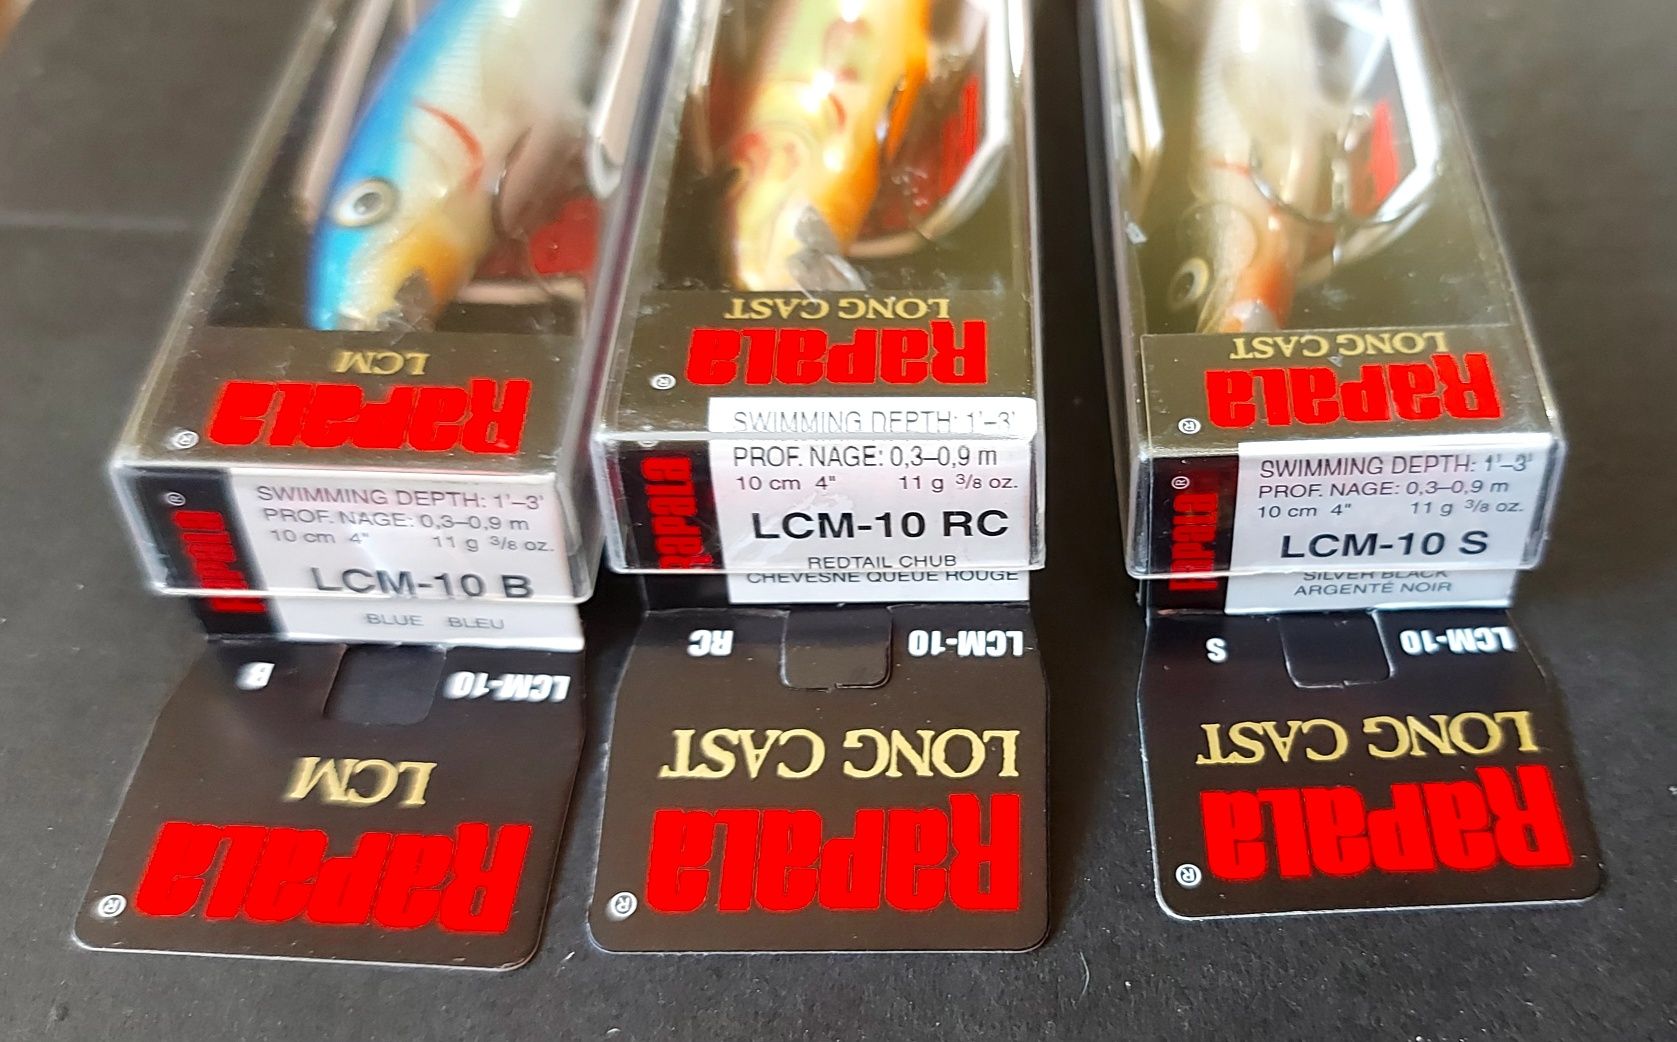 LCM
RAPALA
®
®
RAPALA
SWIMMING DEPTH: 1'–3'
PROF. NAGE: 0,3–0,9 m
10 cm 4" 11 g 3/8 oz.
LCM-10 B
BLUE BLEU
LCM-10 B
LCM
RAPALA
®
LONG CAST
RAPALA
®
RAPALA
SWIMMING DEPTH: 1'–3'
PROF. NAGE: 0,3–0,9 m
10 cm 4" 11 g 3/8 oz.
LCM-10 RC
REDTAIL CHUB
CHEVESNE QUEUE ROUGE
LCM-10 RC
LONG CAST
RAPALA
®
LONG CAST
RAPALA
®
®
RAPALA
SWIMMING DEPTH: 1'–3'
PROF. NAGE: 0,3–0,9 m
10 cm 4" 11 g 3/8 oz.
LCM-10 S
SILVER BLACK
ARGENTÉ NOIR
LCM-10 S
LONG CAST
RAPALA
®